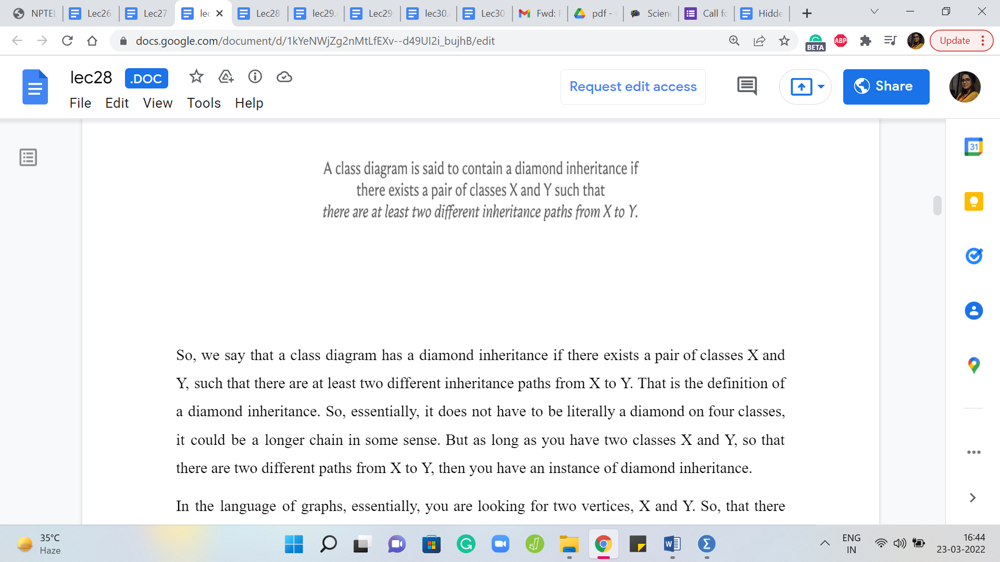 NPTEL
Lec26
Lec27
lec
Lec28
lec29.
Lec29
lec30.
Lec30
Fwd: F
pdf -
Scienc
Call fo
Hidde
docs.google.com/document/d/1kYeNWjZg2nMtLfEXv--d49UI2i_bujhB/edit
BETA
ABP
Update
lec28
.DOC
Request edit access
Share
File Edit View Tools Help
31
A class diagram is said to contain a diamond inheritance if
there exists a pair of classes X and Y such that
there are at least two different inheritance paths from X to Y.
So, we say that a class diagram has a diamond inheritance if there exists a pair of classes X and
Y, such that there are at least two different inheritance paths from X to Y. That is the definition of
a diamond inheritance. So, essentially, it does not have to be literally a diamond on four classes,
it could be a longer chain in some sense. But as long as you have two classes X and Y, so that
there are two different paths from X to Y, then you have an instance of diamond inheritance.
In the language of graphs, essentially, you are looking for two vertices, X and Y. So, that there
35°C
Haze
ENG
IN
16:44
23-03-2022